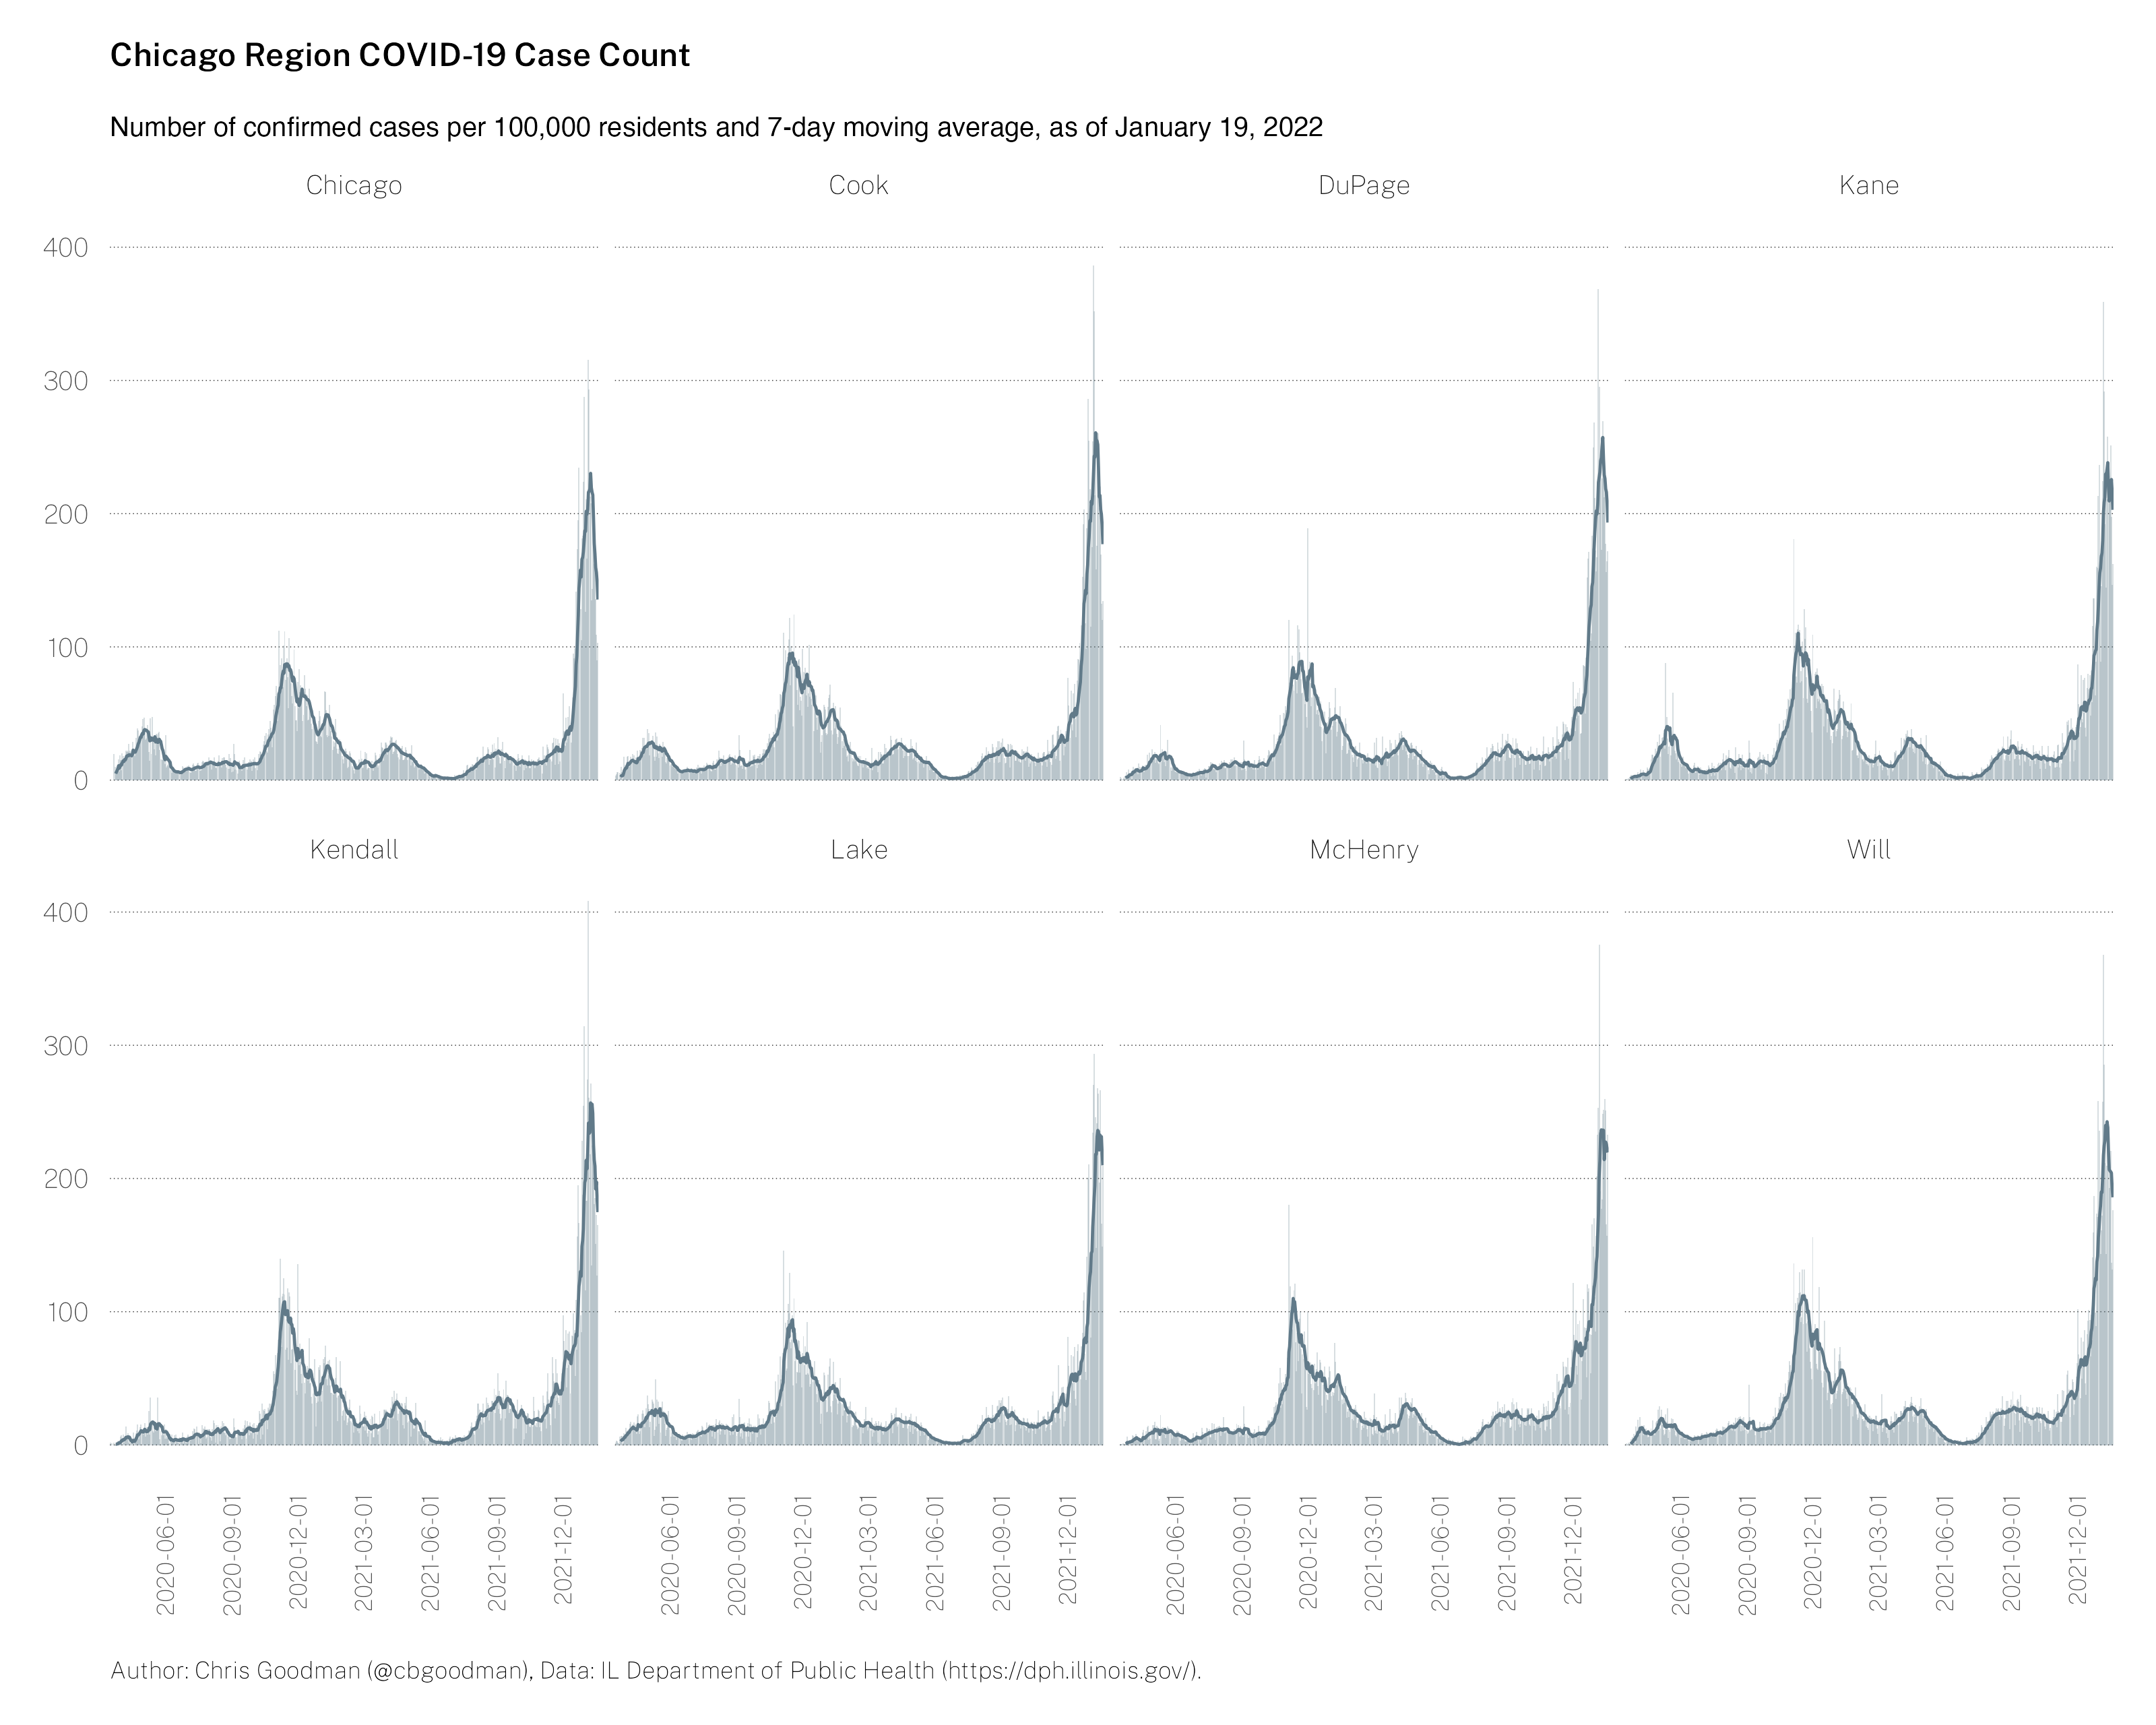 Chicago Region COVID-19 Case Count
Number of confirmed cases per 100,000 residents and 7-day moving average, as of January 19, 2022
Chicago Cook DuPage Kane
400
300
200
100
0
Kendall Lake McHenry Will
400
300
200
100
0
2020-06-01 2020-09-01 2020-12-01 2021-03-01 2021-06-01 2021-09-01 2021-12-01 2020-06-01 2020-09-01 2020-12-01 2021-03-01 2021-06-01 2021-09-01 2021-12-01 2020-06-01 2020-09-01 2020-12-01 2021-03-01 2021-06-01 2021-09-01 2021-12-01 2020-06-01 2020-09-01 2020-12-01 2021-03-01 2021-06-01 2021-09-01 2021-12-01
Author: Chris Goodman (@cbgoodman), Data: IL Department of Public Health (https://dph.illinois.gov/).